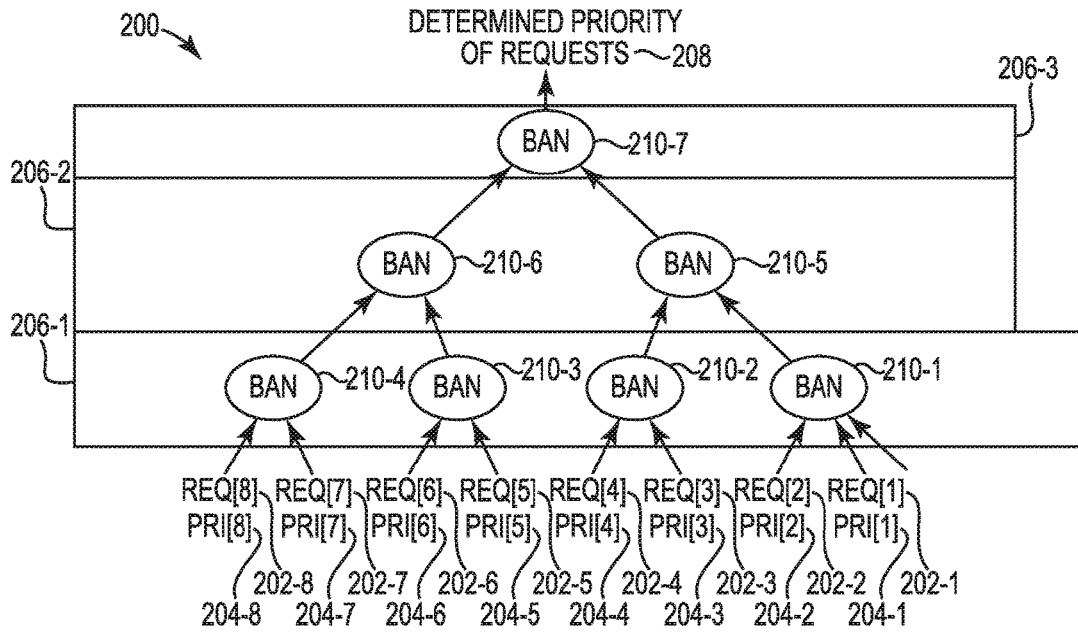 200
DETERMINED PRIORITY
OF REQUESTS 208
206-3
BAN 210-7
206-2
BAN 210-6 BAN 210-5
206-1
BAN 210-4 BAN 210-3 BAN 210-2 BAN 210-1
REQ[8] REQ[7] REQ[6] REQ[5] REQ[4] REQ[3] REQ[2] REQ[1]
PRI[8] PRI[7] PRI[6] PRI[5] PRI[4] PRI[3] PRI[2] PRI[1]
202-8 202-7 202-6 202-5 202-4 202-3 202-2 202-1
204-8 204-7 204-6 204-5 204-4 204-3 204-2 204-1